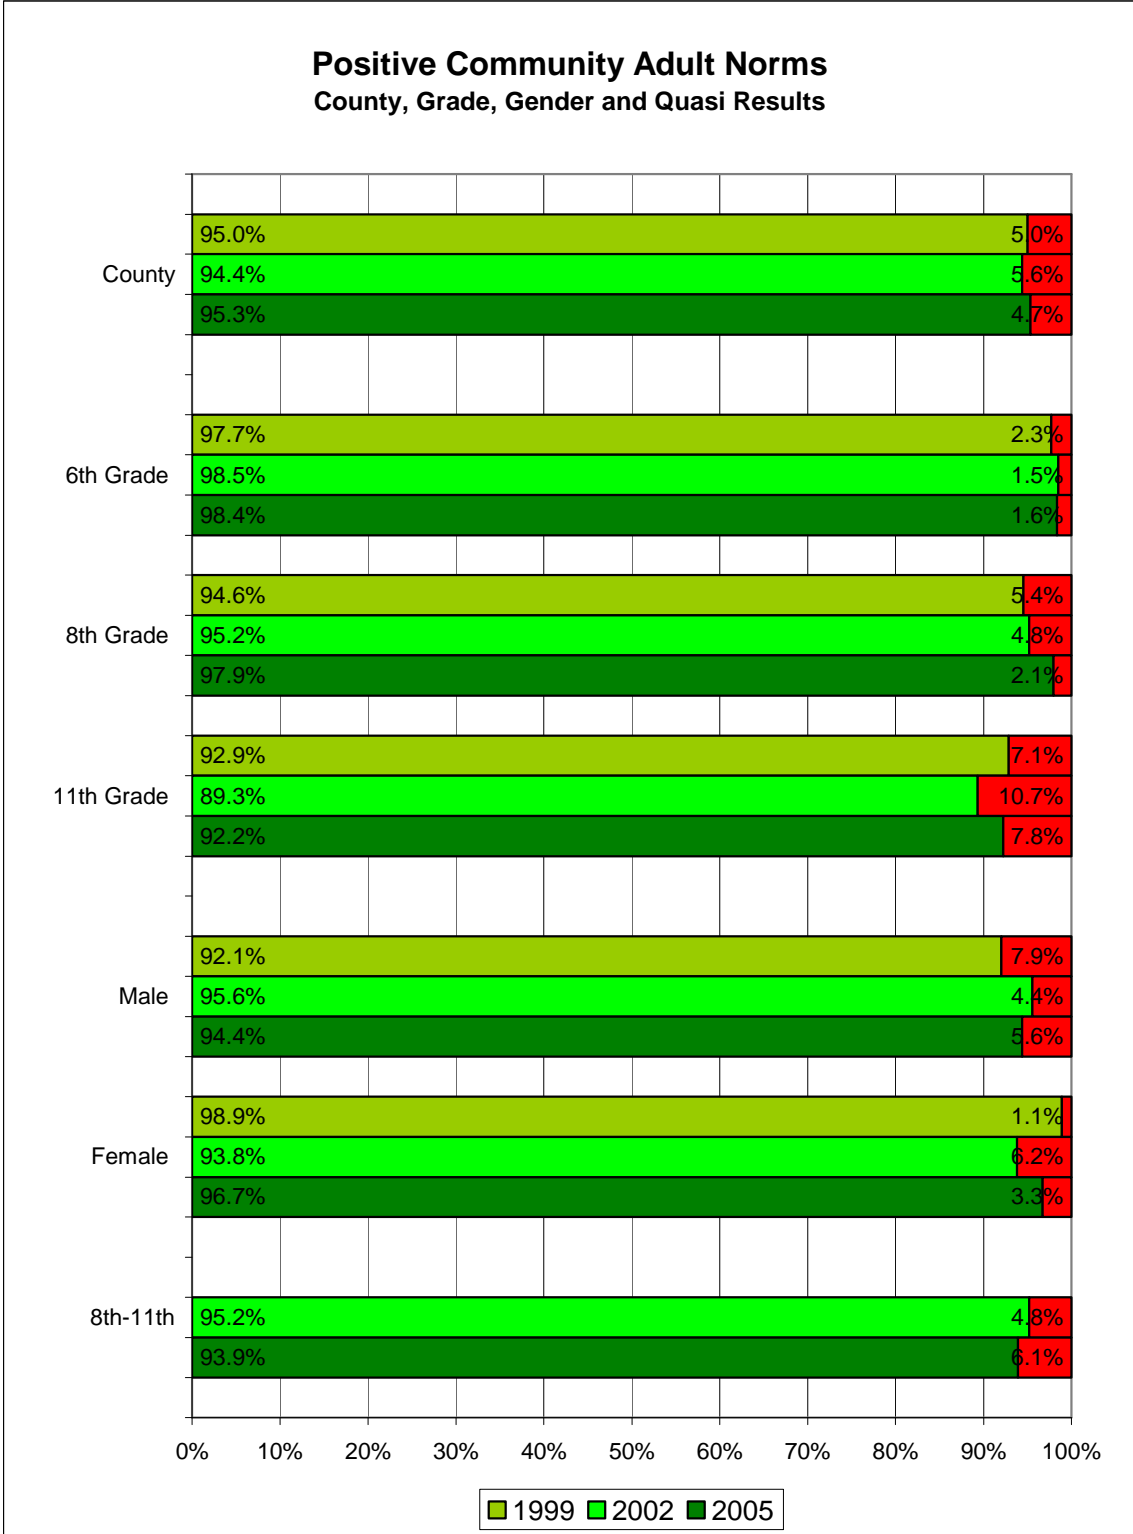 Positive Community Adult Norms
County, Grade, Gender and Quasi Results
95.0% 5.0%
County 94.4% 5.6%
95.3% 4.7%
97.7% 2.3%
6th Grade 98.5% 1.5%
98.4% 1.6%
94.6% 5.4%
8th Grade 95.2% 4.8%
97.9% 2.1%
92.9% 7.1%
11th Grade 89.3% 10.7%
92.2% 7.8%
92.1% 7.9%
Male 95.6% 4.4%
94.4% 5.6%
98.9% 1.1%
Female 93.8% 6.2%
96.7% 3.3%
8th-11th 95.2% 4.8%
93.9% 6.1%
0% 10% 20% 30% 40% 50% 60% 70% 80% 90% 100%
1999 2002 2005